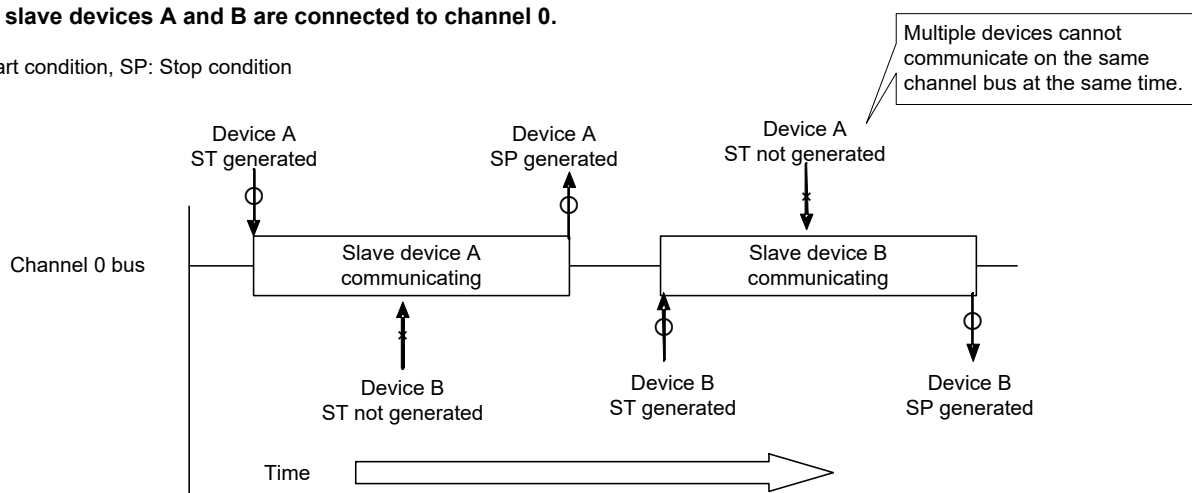 slave devices A and B are connected to channel 0.
art condition, SP: Stop condition
Multiple devices cannot
communicate on the same
channel bus at the same time.
Device A
ST generated
Device A
SP generated
Device A
ST not generated
Channel 0 bus
Slave device A
communicating
Slave device B
communicating
Device B
ST not generated
Device B
ST generated
Device B
SP generated
Time